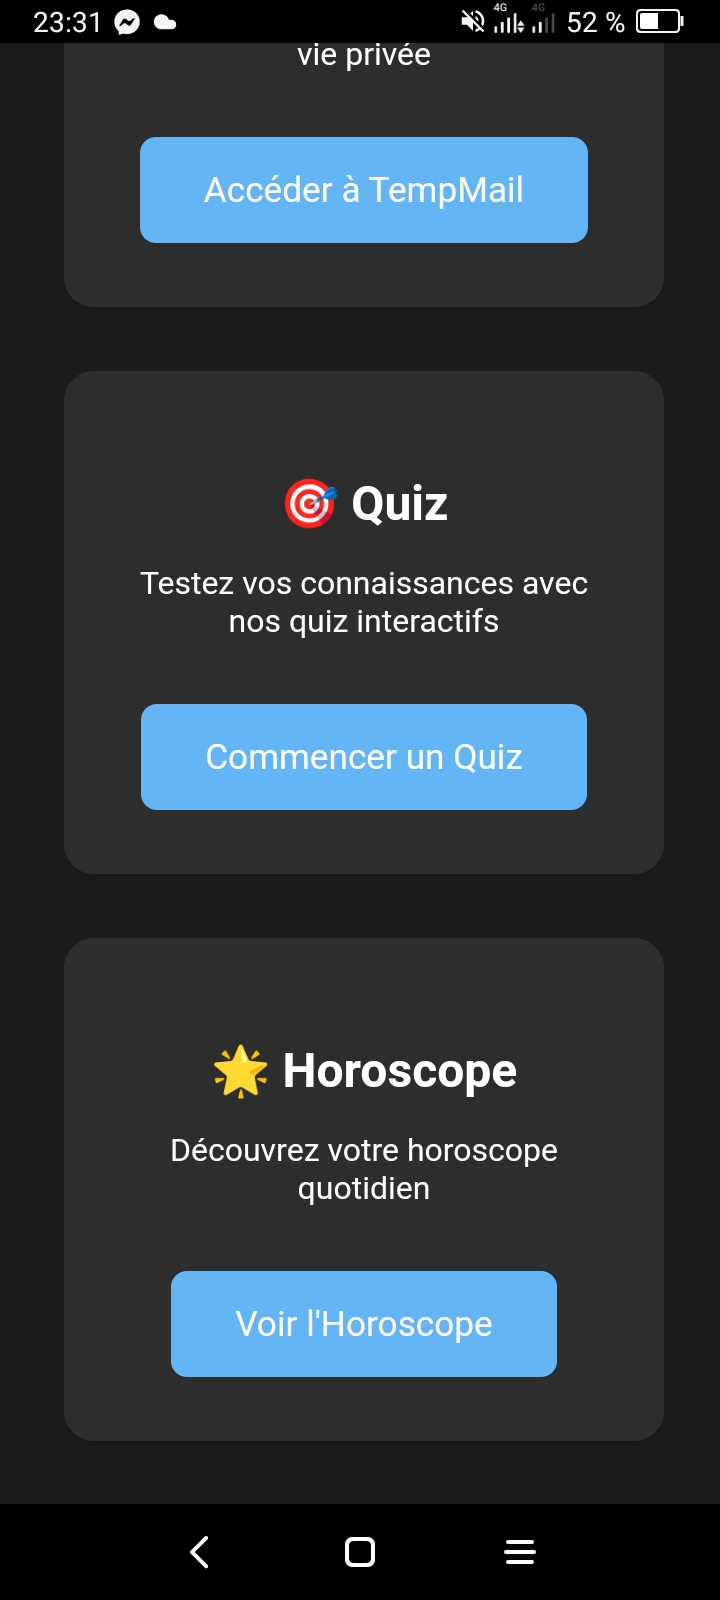 23:31
4G 4G 52 %
vie privée
Accéder à TempMail
🎯 Quiz
Testez vos connaissances avec
nos quiz interactifs
Commencer un Quiz
🌟 Horoscope
Découvrez votre horoscope
quotidien
Voir l'Horoscope